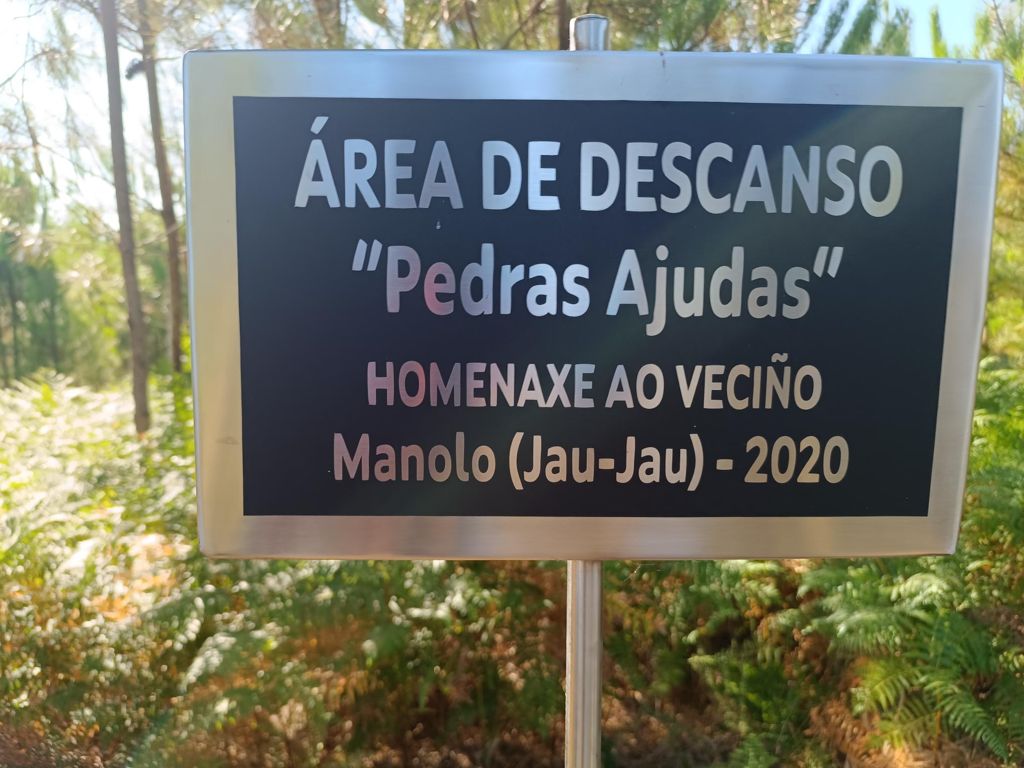 ÁREA DE DESCANSO
"Pedras Ajudas"
HOMENAXE AO VECIÑO
Manolo (Jau-Jau) - 2020